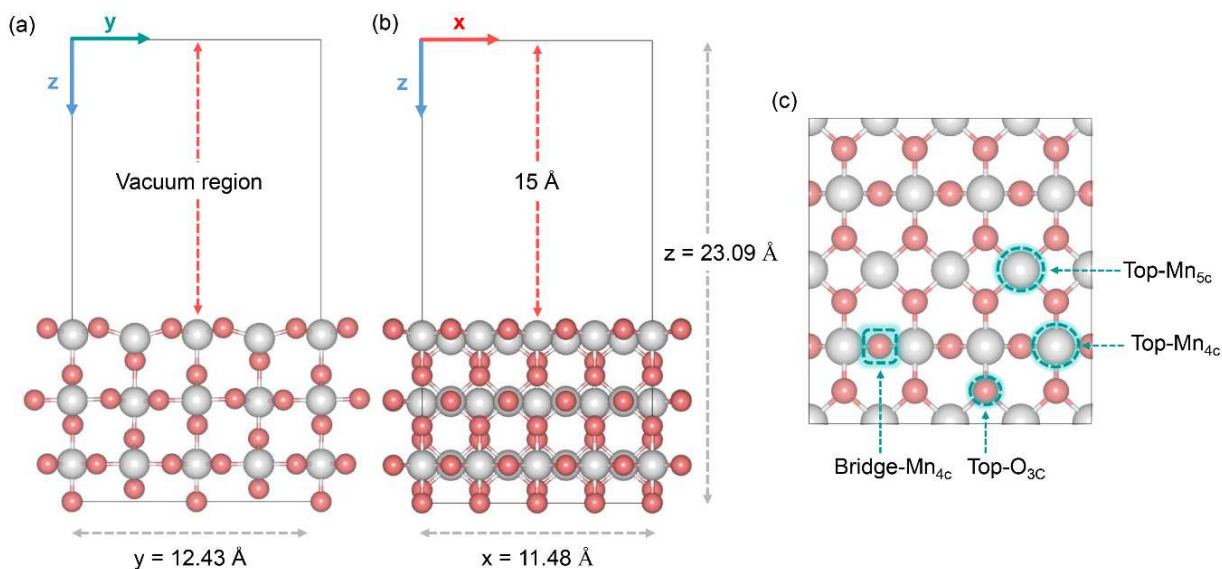 (a)
y
z
Vacuum region
y = 12.43 Å
(b)
x
z
15 Å
z = 23.09 Å
x = 11.48 Å
(c)
Top-Mn5c
Top-Mn4c
Bridge-Mn4c
Top-O3C